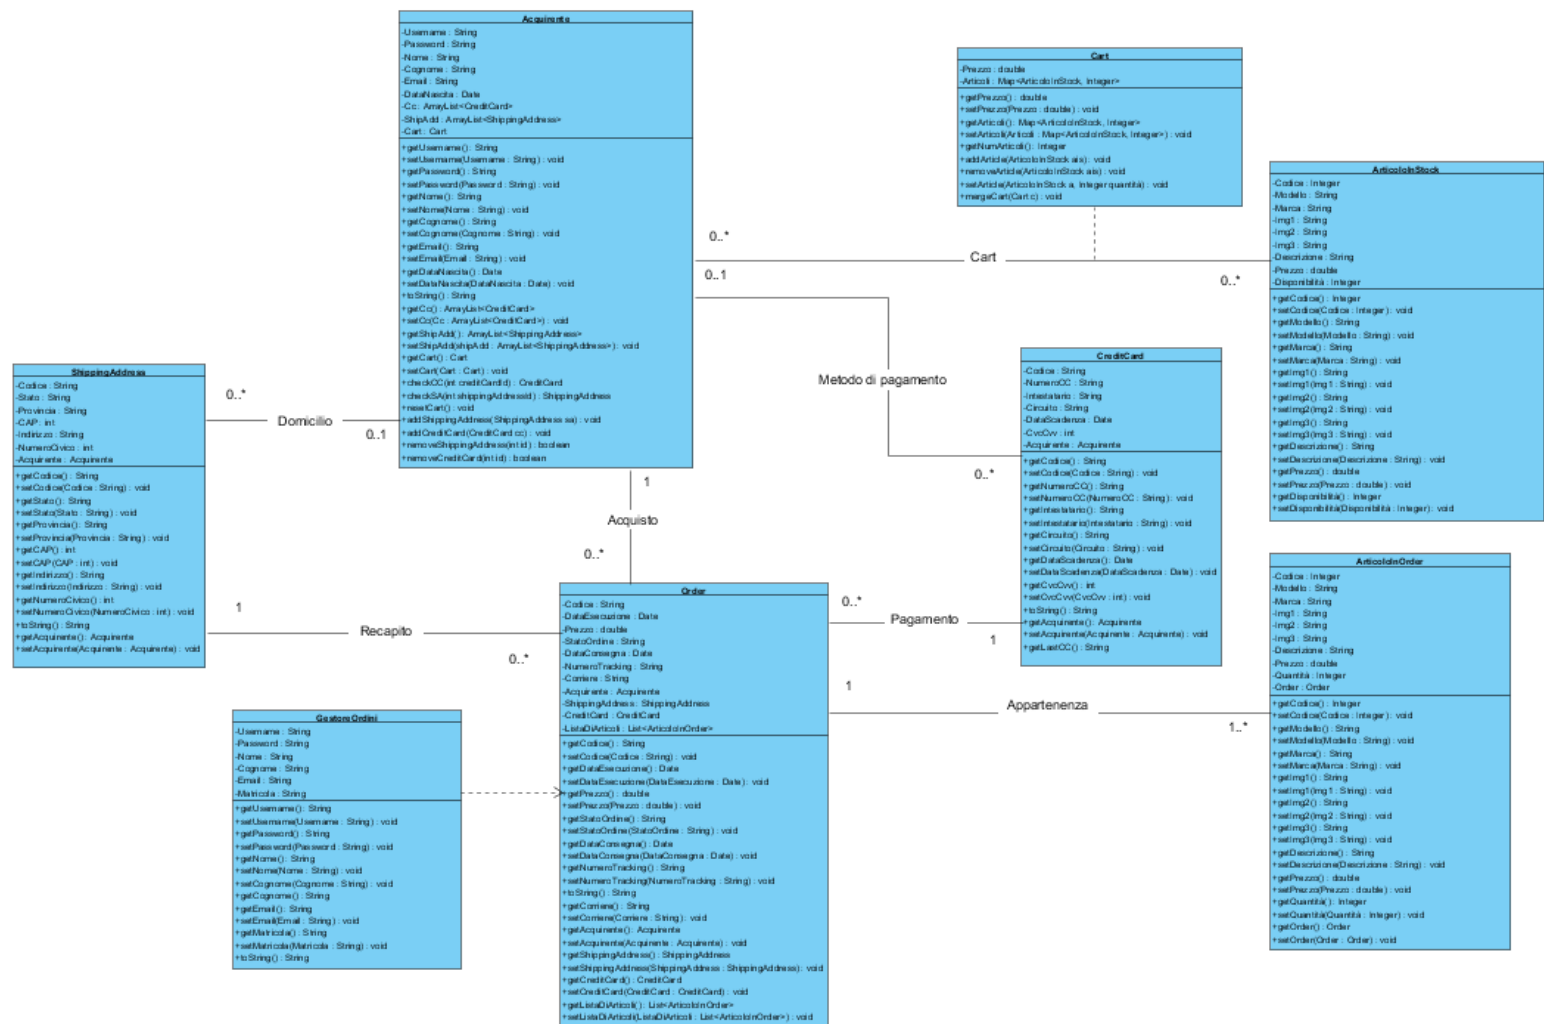 Acquirente
-Username : String
-Password : String
-Nome : String
-Cognome : String
-Email : String
-DataNascita : Date
-Cc : ArrayList<CreditCard>
-ShipAdd : ArrayList<ShippingAddress>
-Cart : Cart
+getUsername() : String
+setUsername(Username : String) : void
+getPassword() : String
+setPassword(Password : String) : void
+getNome() : String
+setNome(Nome : String) : void
+getCognome() : String
+setCognome(Cognome : String) : void
+getEmail() : String
+setEmail(Email : String) : void
+getDataNascita() : Date
+setDataNascita(DataNascita : Date) : void
+toString() : String
+getCc() : ArrayList<CreditCard>
+setCc(Cc : ArrayList<CreditCard>) : void
+getShipAdd() : ArrayList<ShippingAddress>
+setShipAdd(shipAdd : ArrayList<ShippingAddress>) : void
+getCart() : Cart
+setCart(Cart : Cart) : void
+checkCC(int creditCardId) : CreditCard
+checkSA(int shippingAddressId) : ShippingAddress
+resetCart() : void
+addShippingAddress(ShippingAddress sa) : void
+addCreditCard(CreditCard cc) : void
+removeShippingAddress(int id) : boolean
+removeCreditCard(int id) : boolean
Cart
-Prezzo : double
-Articoli : Map<ArticoloInStock, Integer>
+getPrezzo() : double
+setPrezzo(Prezzo : double) : void
+getArticoli() : Map<ArticoloInStock, Integer>
+setArticoli(Articoli : Map<ArticoloInStock, Integer>) : void
+getNumArticoli() : Integer
+addArticle(ArticoloInStock ais) : void
+removeArticle(ArticoloInStock ais) : void
+setArticle(ArticoloInStock a, Integer quantità) : void
+mergeCart(Cart c) : void
ArticoloInStock
-Codice : Integer
-Modello : String
-Marca : String
-Img1 : String
-Img2 : String
-Img3 : String
-Descrizione : String
-Prezzo : double
-Disponibilità : Integer
+getCodice() : Integer
+setCodice(Codice : Integer) : void
+getModello() : String
+setModello(Modello : String) : void
+getMarca() : String
+setMarca(Marca : String) : void
+getImg1() : String
+setImg1(Img1 : String) : void
+getImg2() : String
+setImg2(Img2 : String) : void
+getImg3() : String
+setImg3(Img3 : String) : void
+getDescrizione() : String
+setDescrizione(Descrizione : String) : void
+getPrezzo() : double
+setPrezzo(Prezzo : double) : void
+getDisponibilità() : Integer
+setDisponibilità(Disponibilità : Integer) : void
0..*
Cart
0..*
0..1
Metodo di pagamento
0..*
ShippingAddress
-Codice : String
-Stato : String
-Provincia : String
-CAP : int
-Indirizzo : String
-NumeroCivico : int
-Acquirente : Acquirente
+getCodice() : String
+setCodice(Codice : String) : void
+getStato() : String
+setStato(Stato : String) : void
+getProvincia() : String
+setProvincia(Provincia : String) : void
+getCAP() : int
+setCAP(CAP : int) : void
+getIndirizzo() : String
+setIndirizzo(Indirizzo : String) : void
+getNumeroCivico() : int
+setNumeroCivico(NumeroCivico : int) : void
+toString() : String
+getAcquirente() : Acquirente
+setAcquirente(Acquirente : Acquirente) : void
0..*
Domicilio
0..1
CreditCard
-Codice : String
-NumeroCC : String
-Intestatario : String
-Circuito : String
-DataScadenza : Date
-CvcCvv : int
-Acquirente : Acquirente
+getCodice() : String
+setCodice(Codice : String) : void
+getNumeroCC() : String
+setNumeroCC(NumeroCC : String) : void
+getIntestatario() : String
+setIntestatario(Intestatario : String) : void
+getCircuito() : String
+setCircuito(Circuito : String) : void
+getDataScadenza() : Date
+setDataScadenza(DataScadenza : Date) : void
+getCvcCvv() : int
+setCvcCvv(CvcCvv : int) : void
+toString() : String
+getAcquirente() : Acquirente
+setAcquirente(Acquirente : Acquirente) : void
+getLastCC() : String
1
Acquisto
0..*
1
Recapito
0..*
0..*
Pagamento
1
1
Appartenenza
1..*
Order
-Codice : String
-DataEsecuzione : Date
-Prezzo : double
-StatoOrdine : String
-DataConsegna : Date
-NumeroTracking : String
-Corriere : String
-Acquirente : Acquirente
-ShippingAddress : ShippingAddress
-CreditCard : CreditCard
-ListaDiArticoli : List<ArticoloInOrder>
+getCodice() : String
+setCodice(Codice : String) : void
+getDataEsecuzione() : Date
+setDataEsecuzione(DataEsecuzione : Date) : void
+getPrezzo() : double
+setPrezzo(Prezzo : double) : void
+getStatoOrdine() : String
+setStatoOrdine(StatoOrdine : String) : void
+getDataConsegna() : Date
+setDataConsegna(DataConsegna : Date) : void
+getNumeroTracking() : String
+setNumeroTracking(NumeroTracking : String) : void
+toString() : String
+getCorriere() : String
+setCorriere(Corriere : String) : void
+getAcquirente() : Acquirente
+setAcquirente(Acquirente : Acquirente) : void
+getShippingAddress() : ShippingAddress
+setShippingAddress(ShippingAddress : ShippingAddress) : void
+getCreditCard() : CreditCard
+setCreditCard(CreditCard : CreditCard) : void
+getListaDiArticoli() : List<ArticoloInOrder>
+setListaDiArticoli(ListaDiArticoli : List<ArticoloInOrder>) : void
ArticoloInOrder
-Codice : Integer
-Modello : String
-Marca : String
-Img1 : String
-Img2 : String
-Img3 : String
-Descrizione : String
-Prezzo : double
-Quantità : Integer
-Order : Order
+getCodice() : Integer
+setCodice(Codice : Integer) : void
+getModello() : String
+setModello(Modello : String) : void
+getMarca() : String
+setMarca(Marca : String) : void
+getImg1() : String
+setImg1(Img1 : String) : void
+getImg2() : String
+setImg2(Img2 : String) : void
+getImg3() : String
+setImg3(Img3 : String) : void
+getDescrizione() : String
+setDescrizione(Descrizione : String) : void
+getPrezzo() : double
+setPrezzo(Prezzo : double) : void
+getQuantità() : Integer
+setQuantità(Quantità : Integer) : void
+getOrder() : Order
+setOrder(Order : Order) : void
GestoreOrdini
-Username : String
-Password : String
-Nome : String
-Cognome : String
-Email : String
-Matricola : String
+getUsername() : String
+setUsername(Username : String) : void
+getPassword() : String
+setPassword(Password : String) : void
+getNome() : String
+setNome(Nome : String) : void
+setCognome(Cognome : String) : void
+getCognome() : String
+getEmail() : String
+setEmail(Email : String) : void
+getMatricola() : String
+setMatricola(Matricola : String) : void
+toString() : String